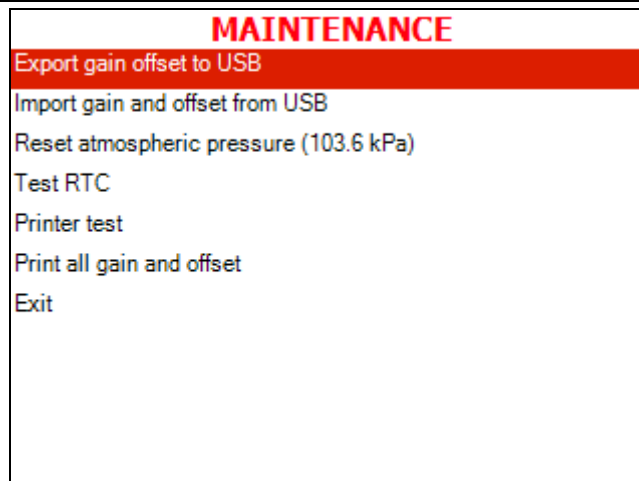 MAINTENANCE
Export gain offset to USB
Import gain and offset from USB
Reset atmospheric pressure (103.6 kPa)
Test RTC
Printer test
Print all gain and offset
Exit